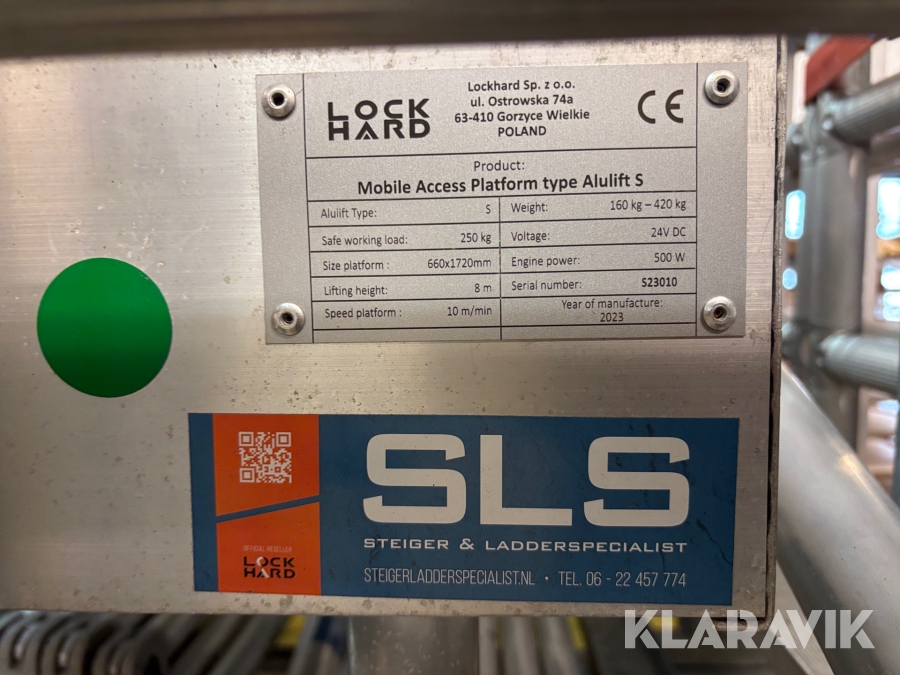 LOCK
HARD
Lockhard Sp. z o.o.
ul. Ostrowska 74a
63-410 Gorzyce Wielkie
POLAND
CE
Product:
Mobile Access Platform type Alulift S
Alulift Type: S
Weight: 160 kg – 420 kg
Safe working load: 250 kg
Voltage: 24V DC
Size platform : 660x1720mm
Engine power: 500 W
Lifting height: 8 m
Serial number: S23010
Speed platform : 10 m/min
Year of manufacture:
2023
SLS
STEIGER & LADDERSPECIALIST
OFFICIAL RESELLER
LOCK
HARD
STEIGERLADDERSPECIALIST.NL • TEL. 06 - 22 457 774
KLARAVIK